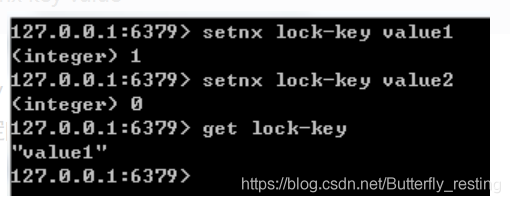 127.0.0.1:6379> setnx lock-key value1
(integer) 1
127.0.0.1:6379> setnx lock-key value2
(integer) 0
127.0.0.1:6379> get lock-key
"value1"
127.0.0.1:6379>
https://blog.csdn.net/Butterfly_resting